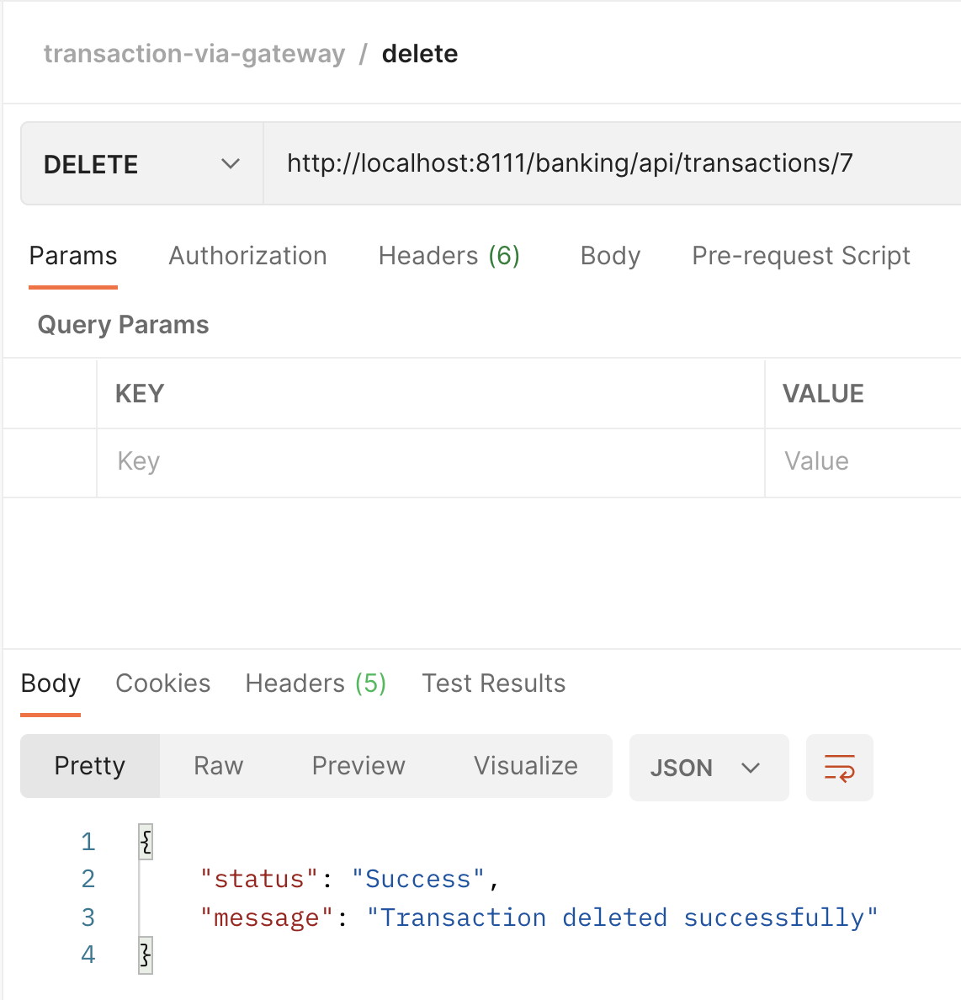 transaction-via-gateway / delete
DELETE http://localhost:8111/banking/api/transactions/7
Params Authorization Headers (6) Body Pre-request Script
Query Params
KEY VALUE
Key Value
Body Cookies Headers (5) Test Results
Pretty Raw Preview Visualize JSON
1 {
2 "status": "Success",
3 "message": "Transaction deleted successfully"
4 }